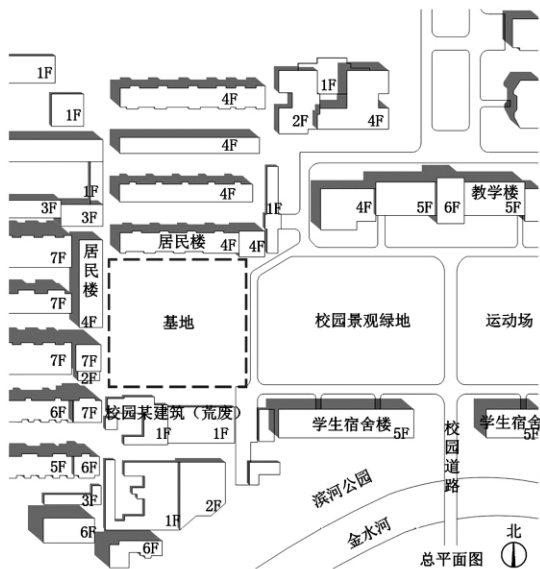 1F
1F
4F
1F
2F
4F
4F
1F
4F
1F
3F
3F
4F
5F
6F
教学楼
5F
居民楼
4F
4F
7F
居民楼
7F
4F
基地
校园景观绿地
运动场
7F
7F
2F
6F
7F
校园某建筑（荒废）
1F
1F
学生宿舍楼
5F
学生宿舍
5F
校园道路
5F
6F
3F
2F
1F
6F
6F
滨河公园
金水河
北
总平面图